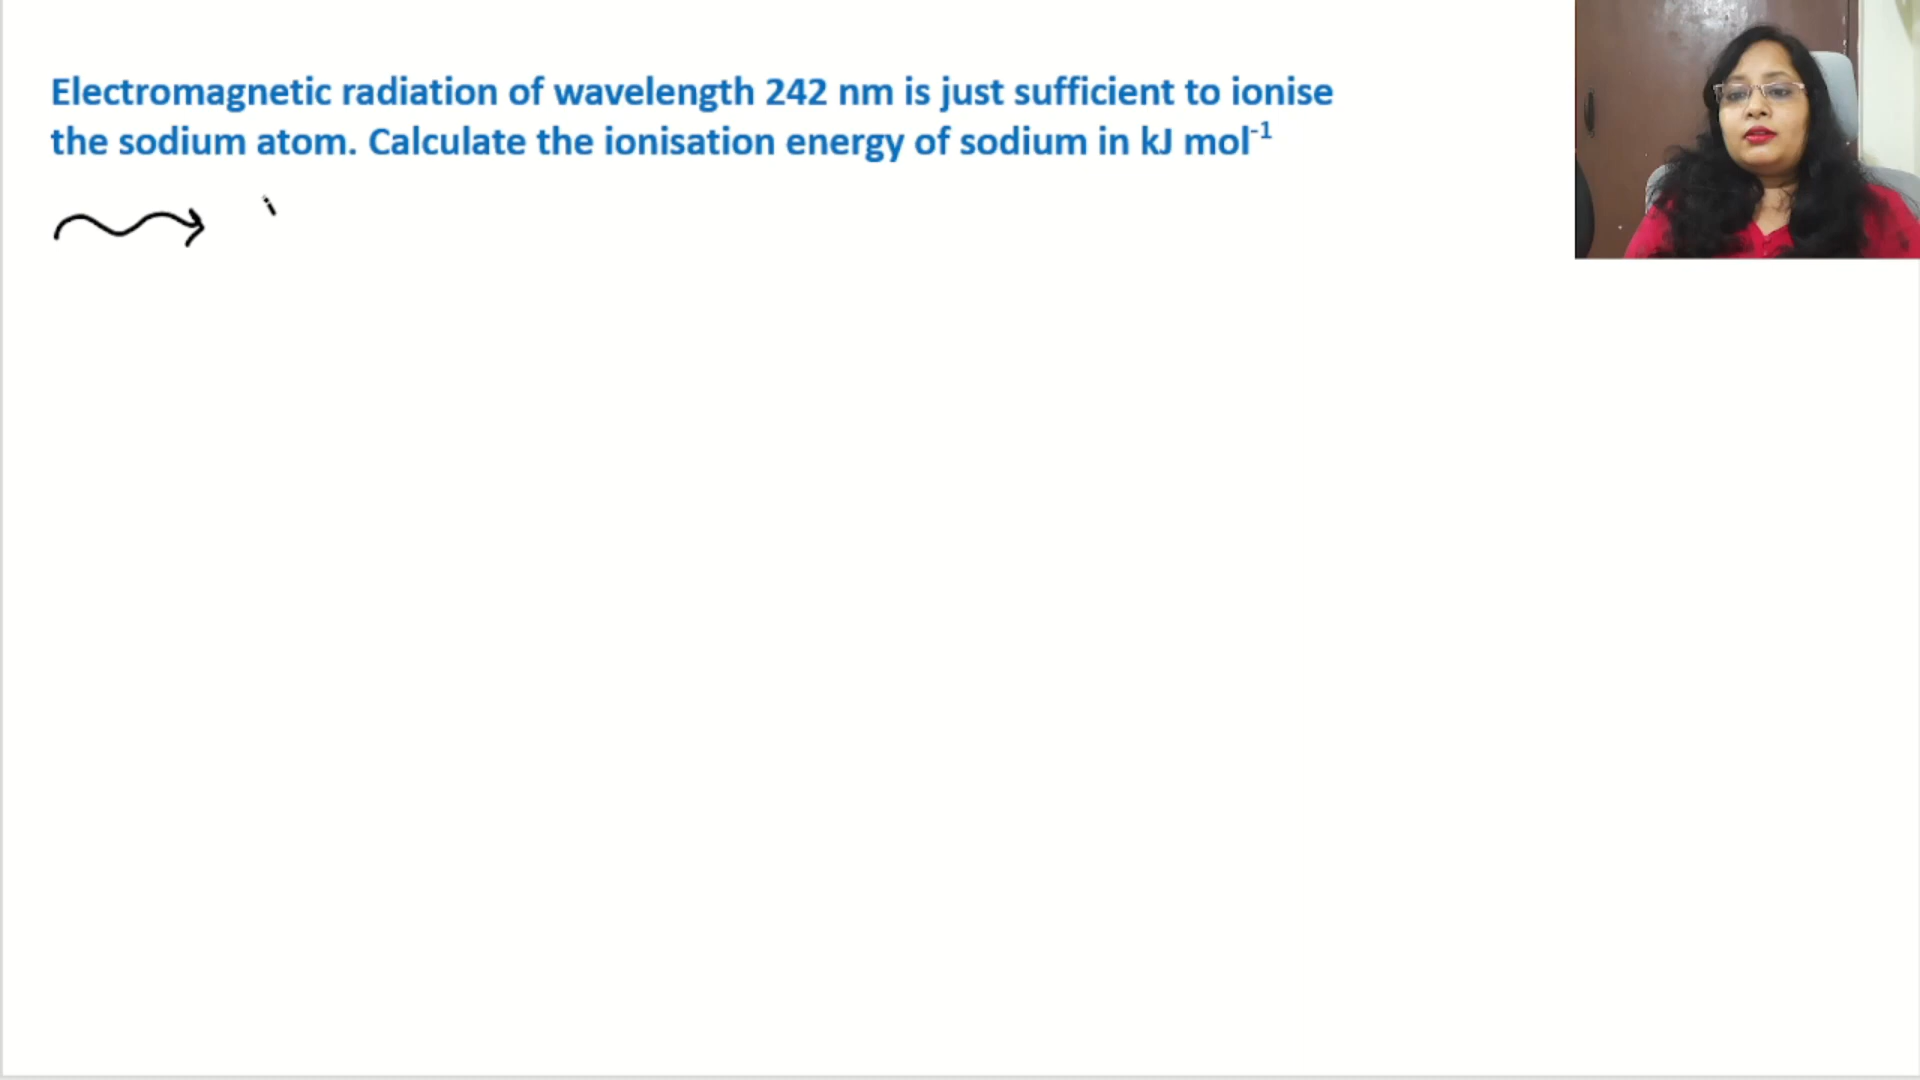 Electromagnetic radiation of wavelength 242 nm is just sufficient to ionise
the sodium atom. Calculate the ionisation energy of sodium in kJ mol⁻¹